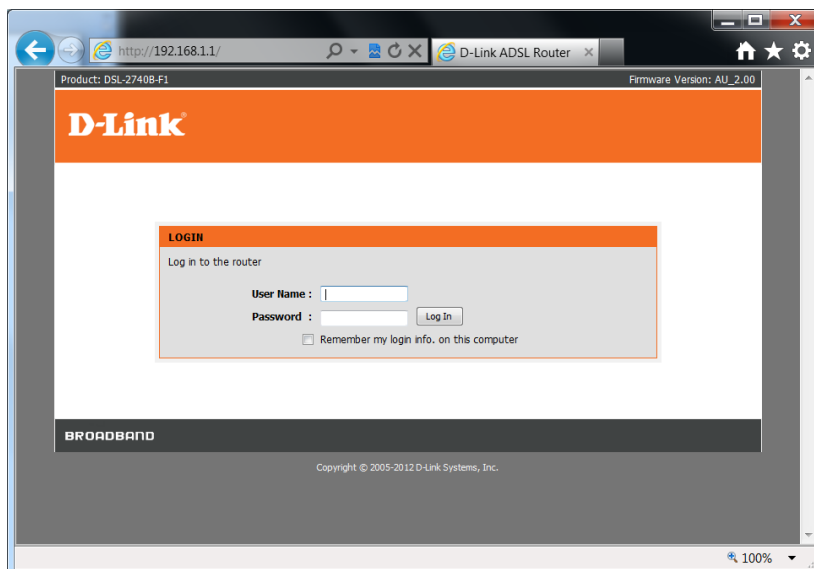 http://192.168.1.1/ D-Link ADSL Router
Product: DSL-2740B-F1 Firmware Version: AU_2.00
D-Link
LOGIN
Log in to the router
User Name :
Password :
Log In
Remember my login info. on this computer
BROADBAND
Copyright © 2005-2012 D-Link Systems, Inc.
100%